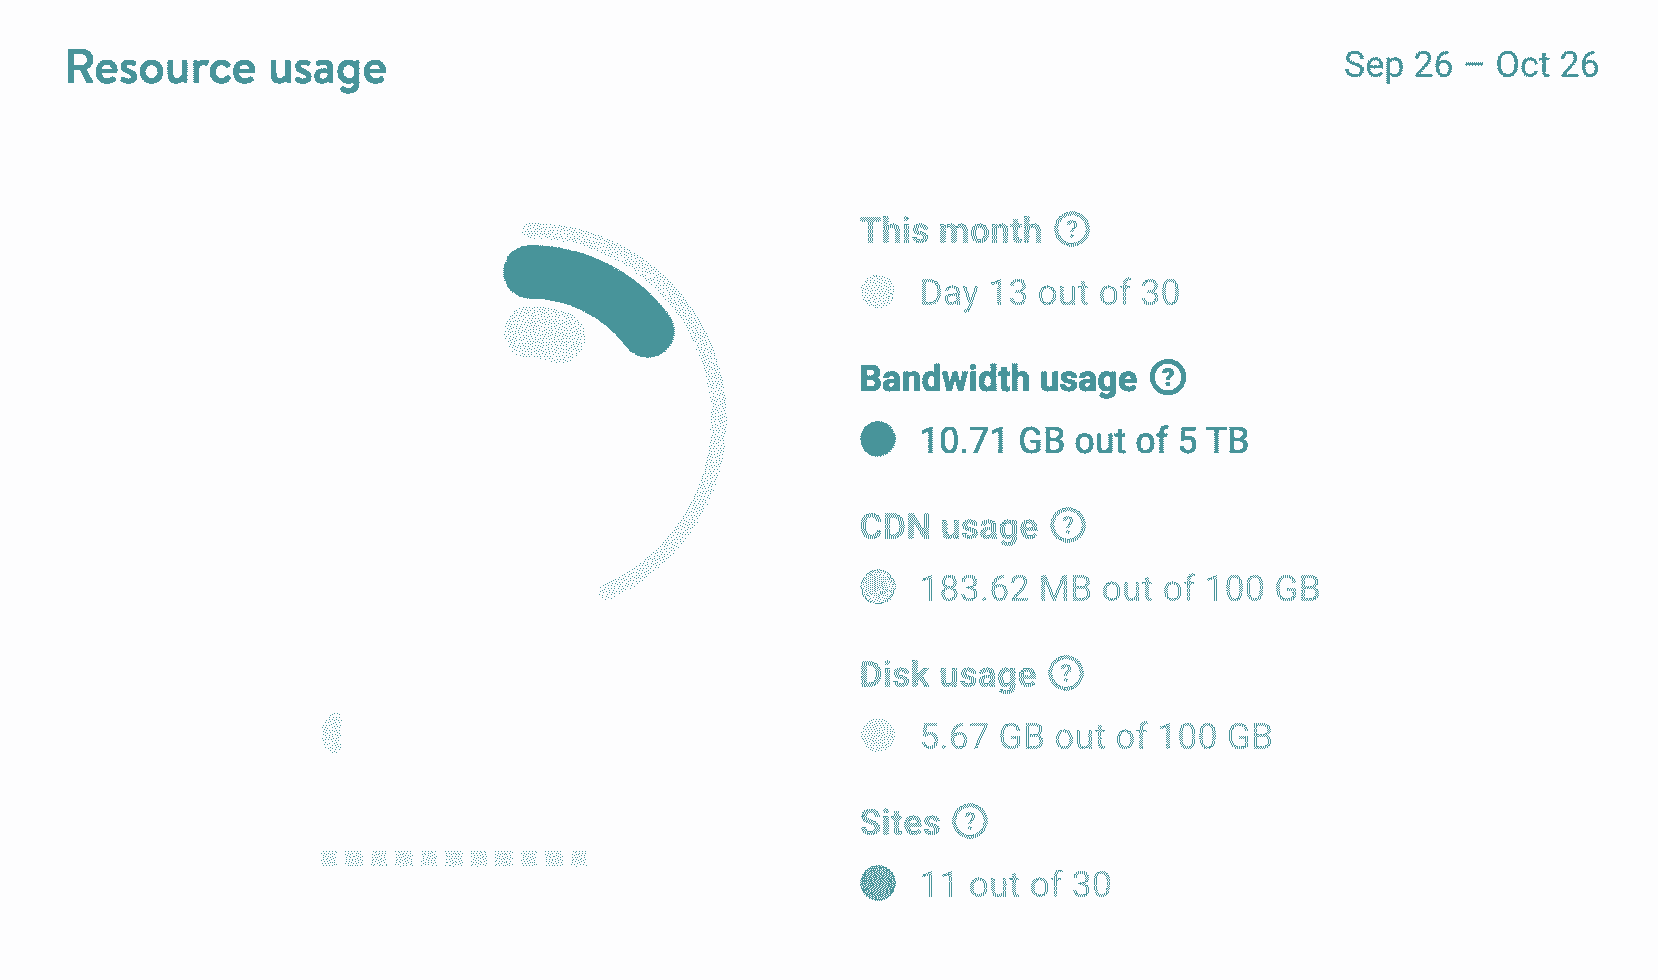 Resource usage
Sep 26 – Oct 26
This month ?
Day 13 out of 30
Bandwidth usage ?
10.71 GB out of 5 TB
CDN usage ?
183.62 MB out of 100 GB
Disk usage ?
5.67 GB out of 100 GB
Sites ?
11 out of 30